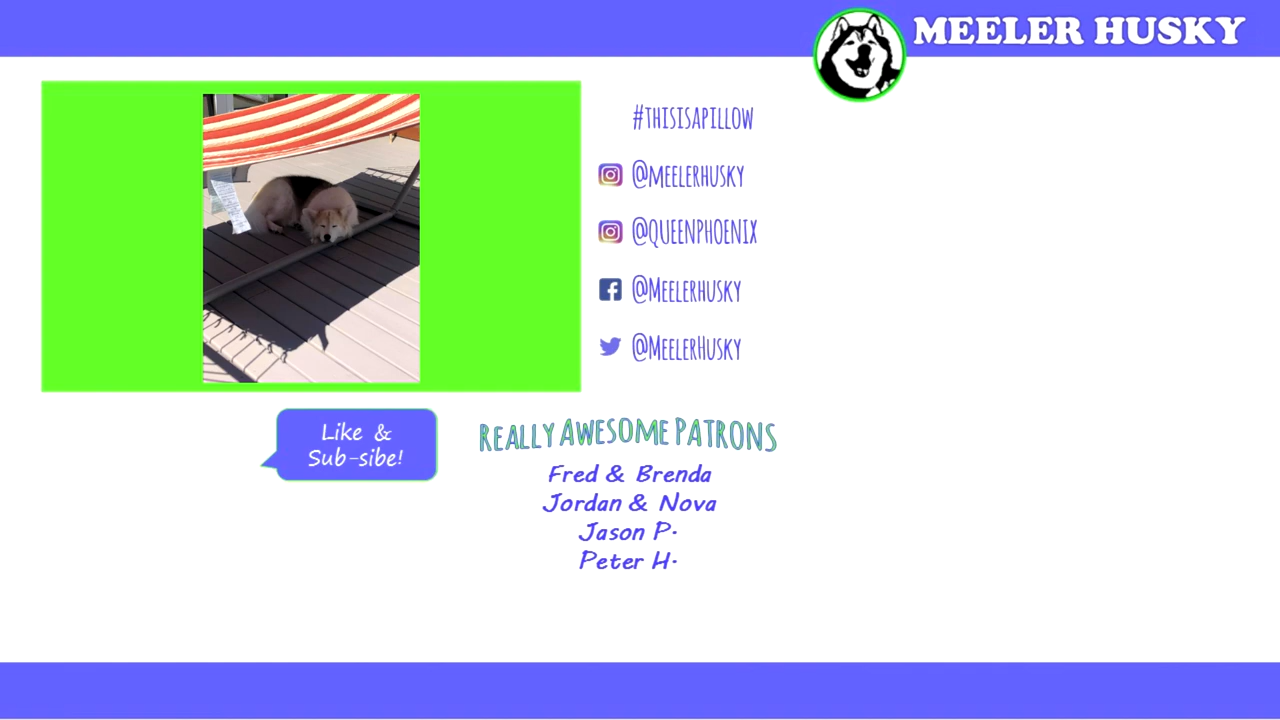 MEELER HUSKY
#THISISAPILLOW
@MEELERHUSKY
@QUEENPHOENIX
@MEELERHUSKY
@MEELERHUSKY
Like &
Sub-sibe!
REALLY AWESOME PATRONS
Fred & Brenda
Jordan & Nova
Jason P.
Peter H.